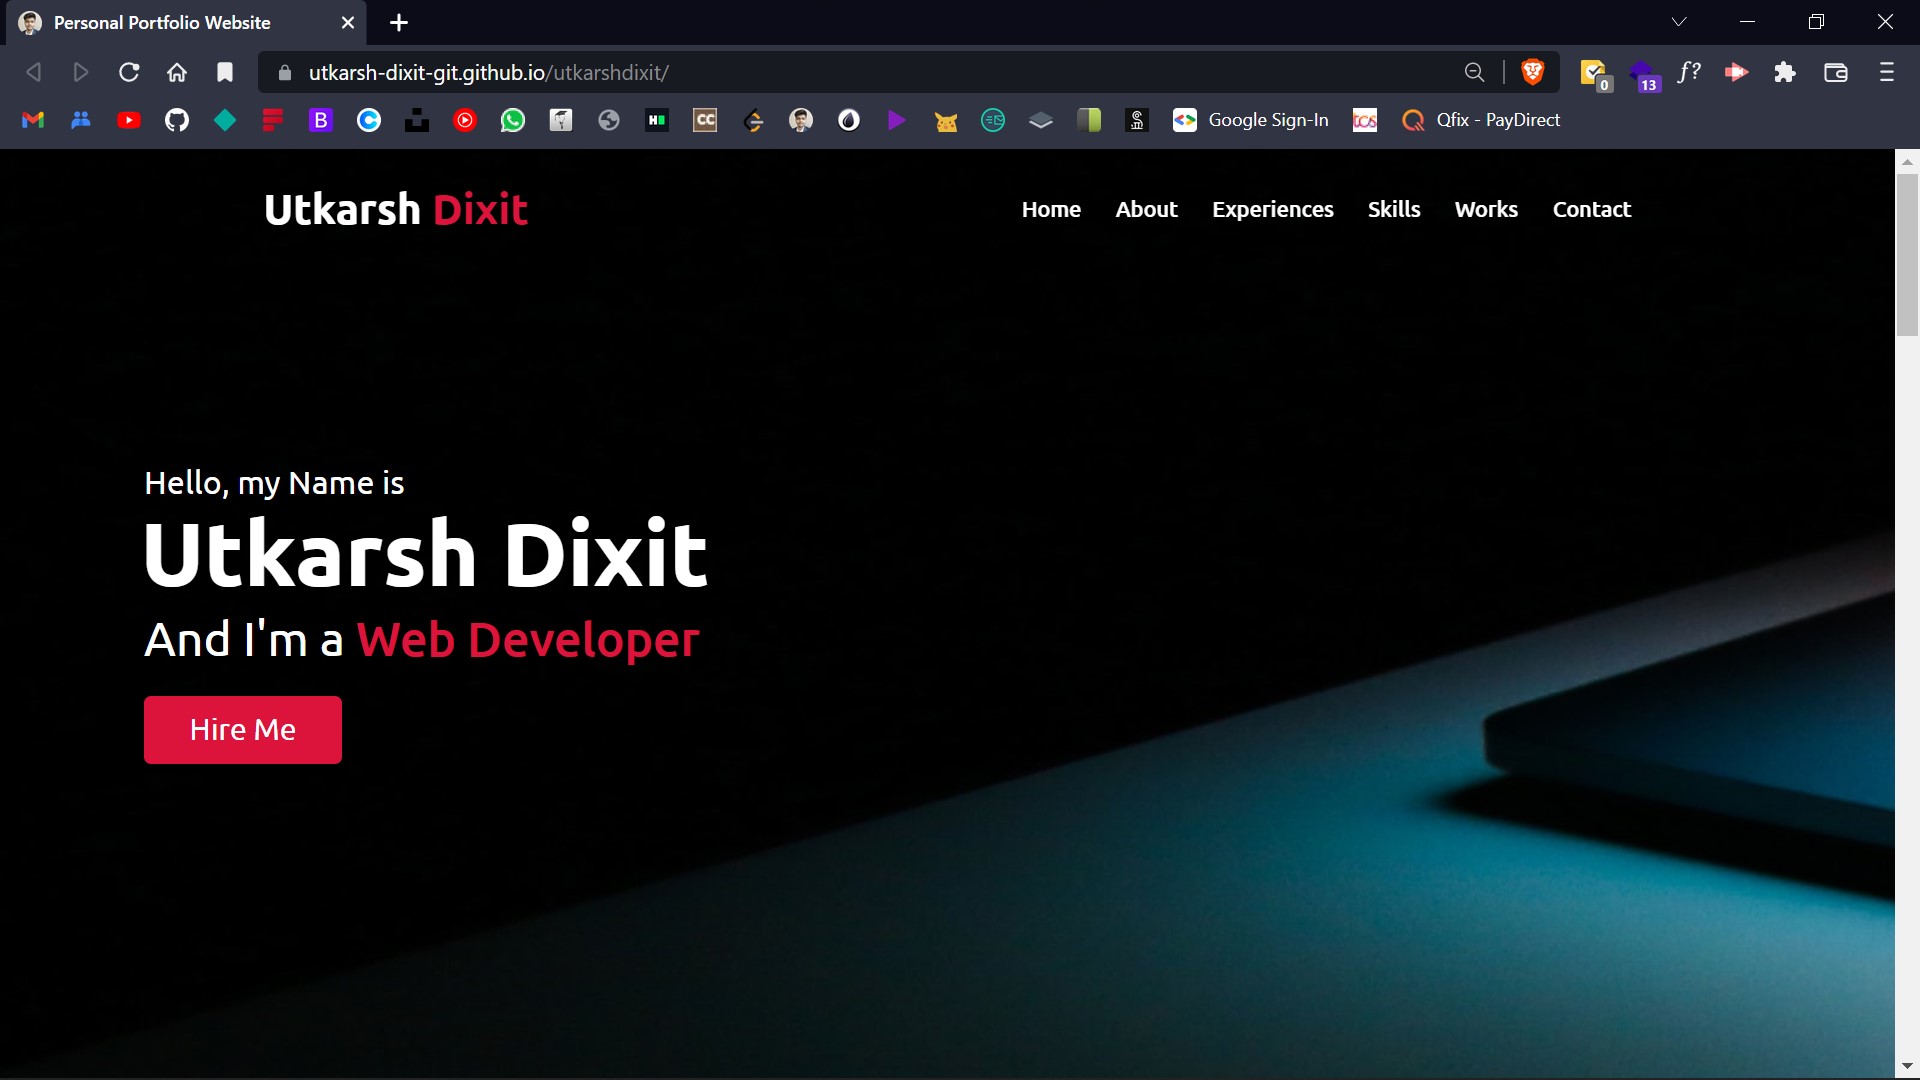 Personal Portfolio Website
utkarsh-dixit-git.github.io/utkarshdixit/
0
13
f?
B
H
CC
Google Sign-In
tcs
Qfix - PayDirect
Utkarsh Dixit
Home About Experiences Skills Works Contact
Hello, my Name is
Utkarsh Dixit
And I'm a Web Developer
Hire Me